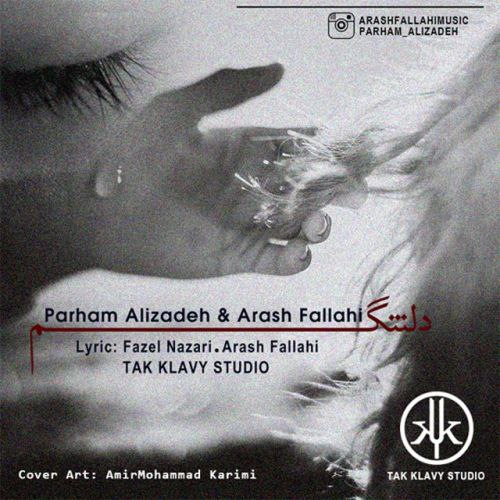 ARASHFALLAHIMUSIC
PARHAM_ALIZADEH
Parham Alizadeh & Arash Fallahi
دلتنگم
Lyric: Fazel Nazari.Arash Fallahi
TAK KLAVY STUDIO
TAK KLAVY STUDIO
Cover Art: AmirMohammad Karimi